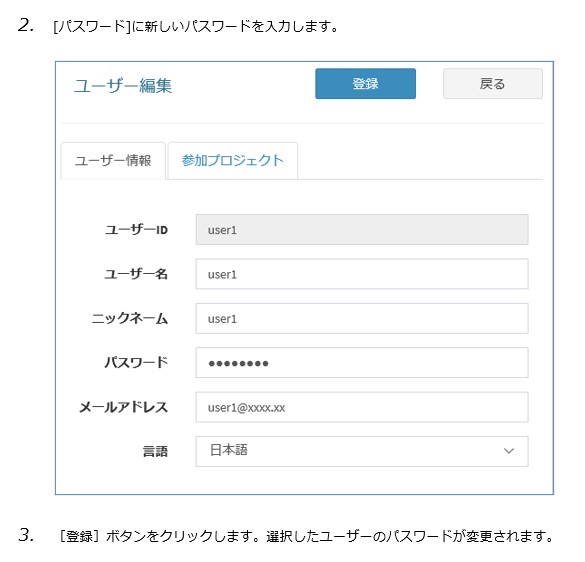 2. [パスワード]に新しいパスワードを入力します。
ユーザー編集 登録 戻る
ユーザー情報 参加プロジェクト
ユーザーID user1
ユーザー名 user1
ニックネーム user1
パスワード ●●●●●●●●
メールアドレス user1@xxxx.xx
言語 日本語
3. ［登録］ボタンをクリックします。選択したユーザーのパスワードが変更されます。